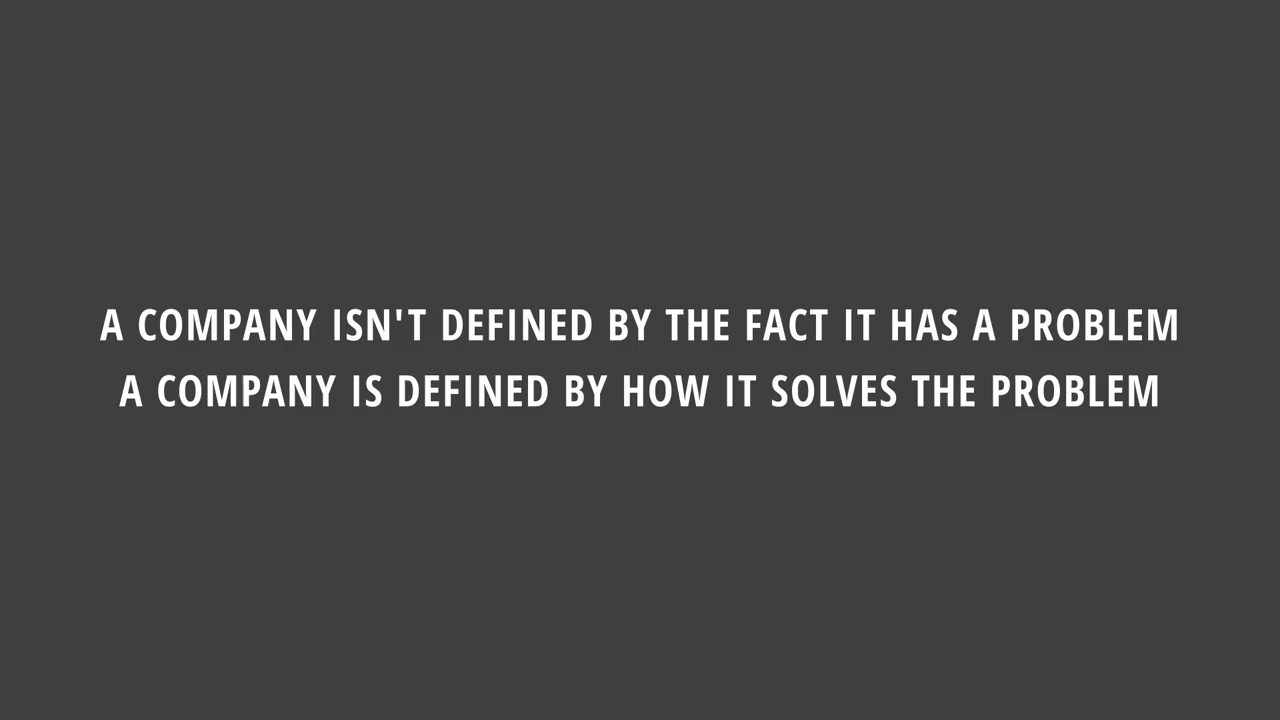 A COMPANY ISN'T DEFINED BY THE FACT IT HAS A PROBLEM
A COMPANY IS DEFINED BY HOW IT SOLVES THE PROBLEM